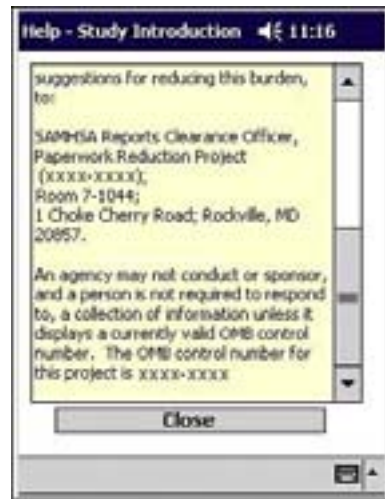 Help - Study Introduction 11:16
suggestions for reducing this burden,
to:
SAMHSA Reports Clearance Officer,
Paperwork Reduction Project
(xxxx-xxxx);
Room 7-1044;
1 Choke Cherry Road; Rockville, MD
20857.
An agency may not conduct or sponsor,
and a person is not required to respond
to, a collection of information unless it
displays a currently valid OMB control
number. The OMB control number for
this project is xxxx-xxxx
Close